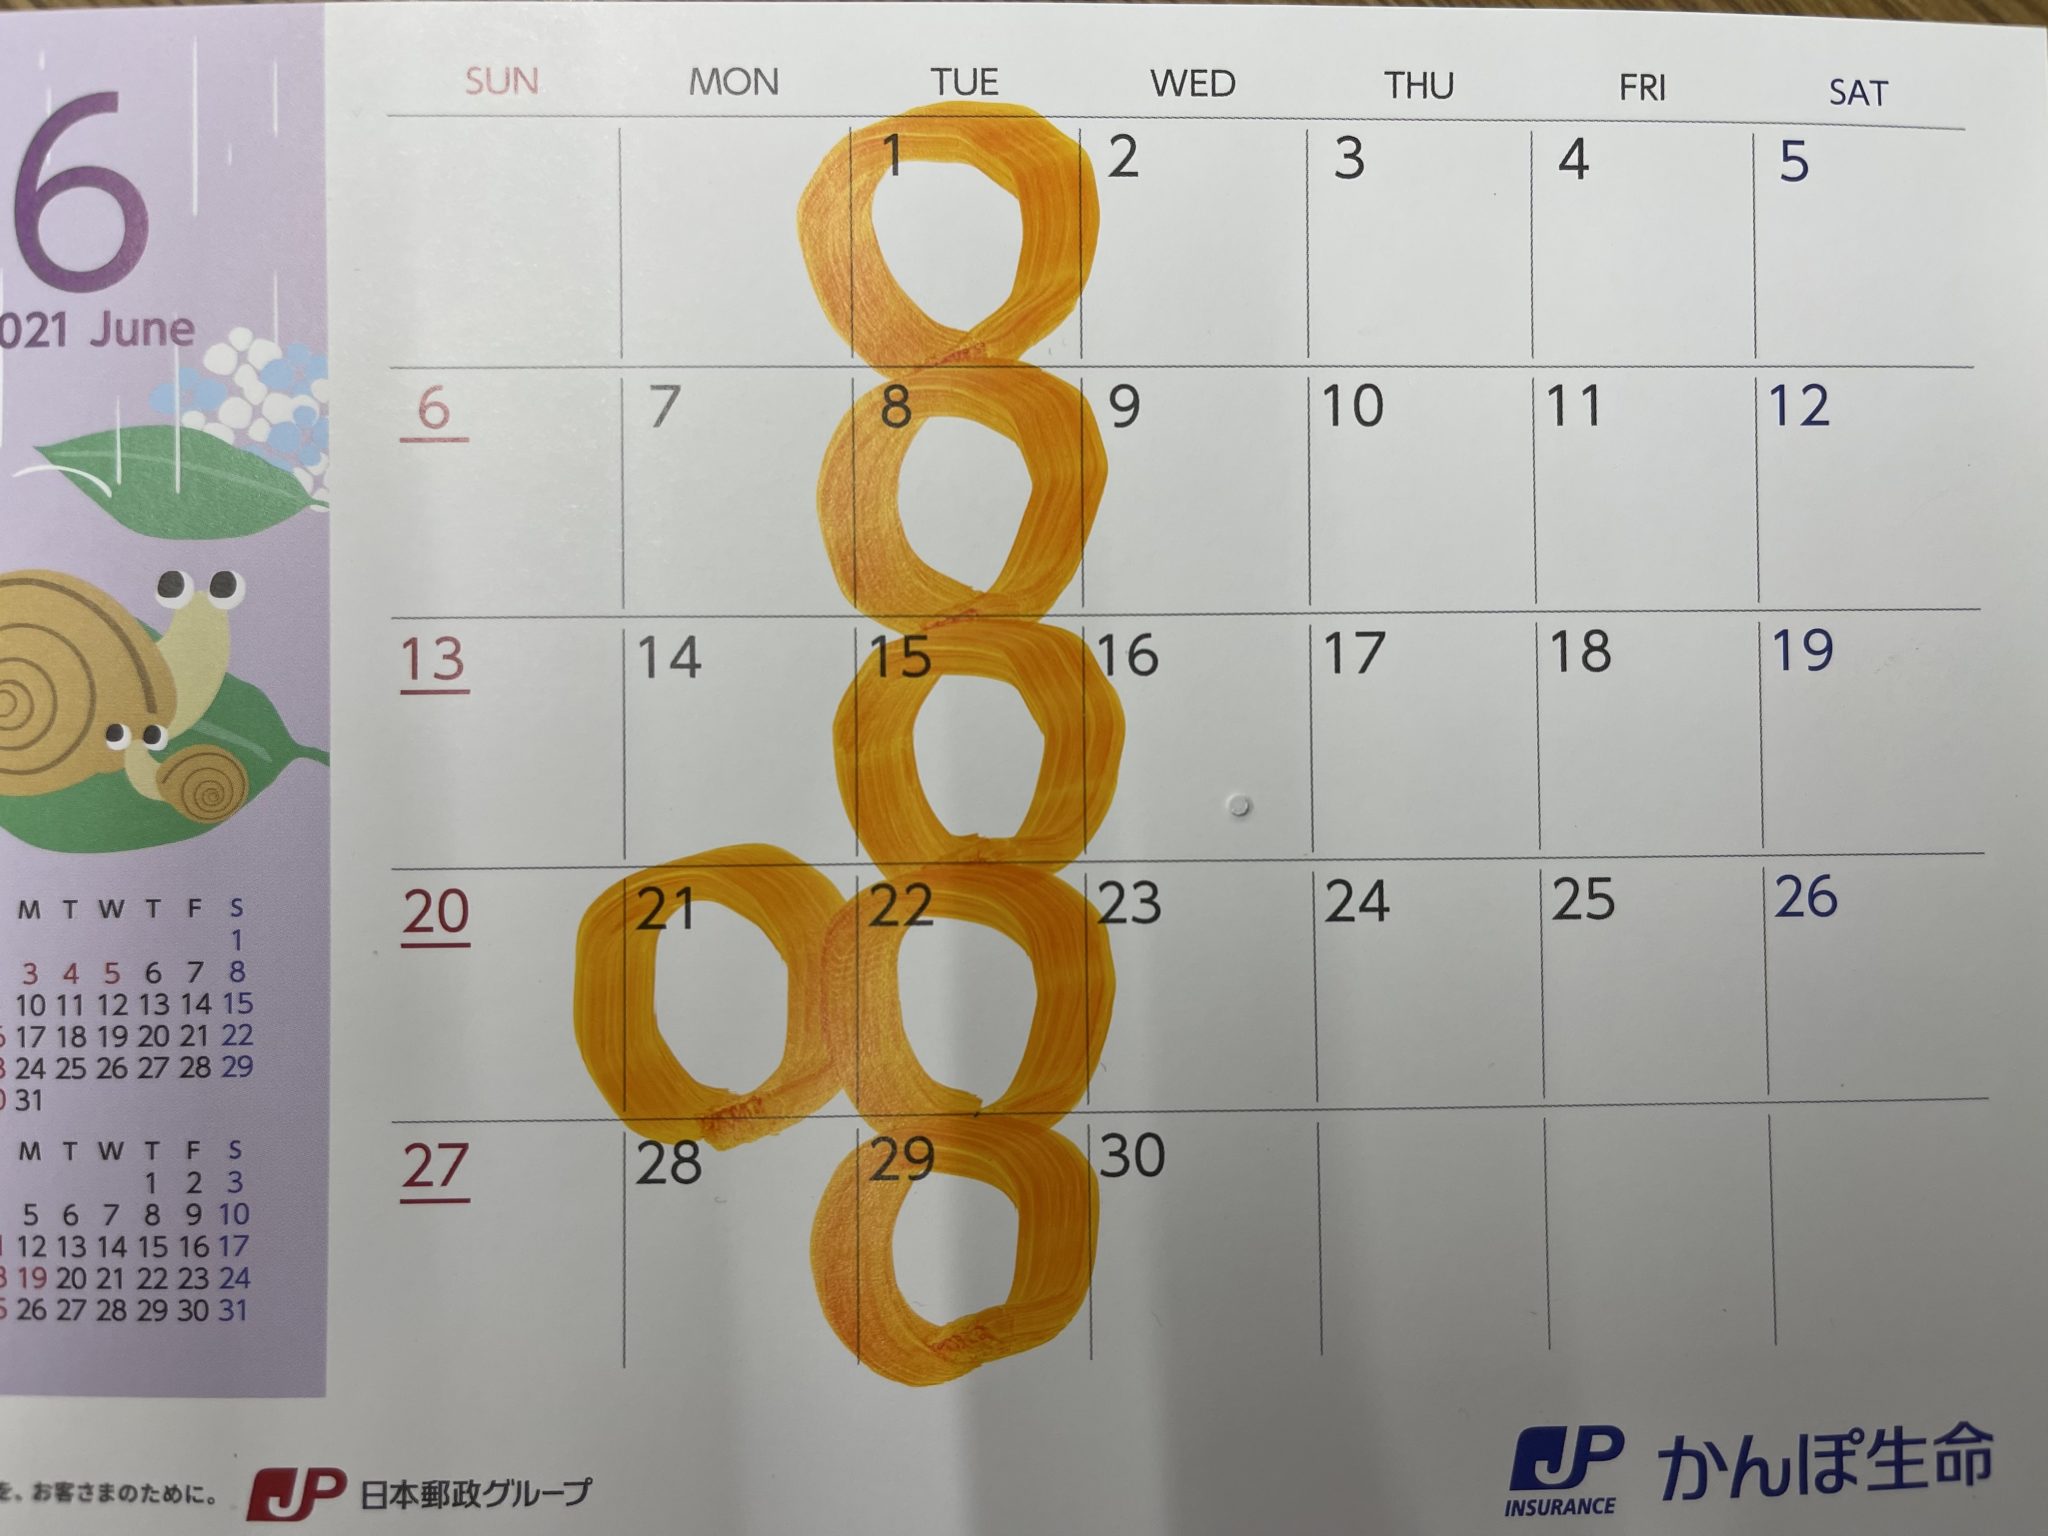 6
021 June
SUN MON TUE WED THU FRI SAT
1 2 3 4 5
6 7 8 9 10 11 12
13 14 15 16 17 18 19
20 21 22 23 24 25 26
27 28 29 30
M T W T F S
1
3 4 5 6 7 8
10 11 12 13 14 15
17 18 19 20 21 22
24 25 26 27 28 29
31
M T W T F S
1 2 3
5 6 7 8 9 10
12 13 14 15 16 17
19 20 21 22 23 24
26 27 28 29 30 31
を、お客さまのために。
JP 日本郵政グループ
JP INSURANCE かんぽ生命